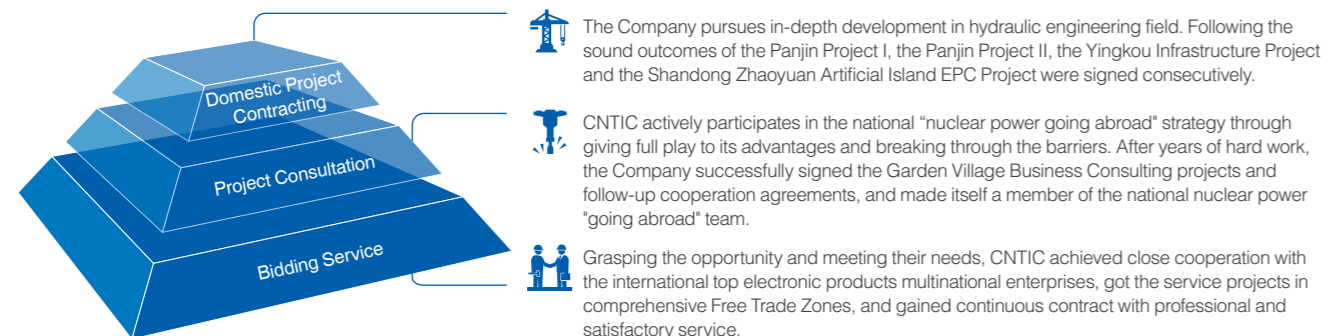 Domestic Project
Contracting
Project Consultation
Bidding Service
The Company pursues in-depth development in hydraulic engineering field. Following the
sound outcomes of the Panjin Project I, the Panjin Project II, the Yingkou Infrastructure Project
and the Shandong Zhaoyuan Artificial Island EPC Project were signed consecutively.
CNTIC actively participates in the national “nuclear power going abroad" strategy through
giving full play to its advantages and breaking through the barriers. After years of hard work,
the Company successfully signed the Garden Village Business Consulting projects and
follow-up cooperation agreements, and made itself a member of the national nuclear power
"going abroad" team.
Grasping the opportunity and meeting their needs, CNTIC achieved close cooperation with
the international top electronic products multinational enterprises, got the service projects in
comprehensive Free Trade Zones, and gained continuous contract with professional and
satisfactory service.